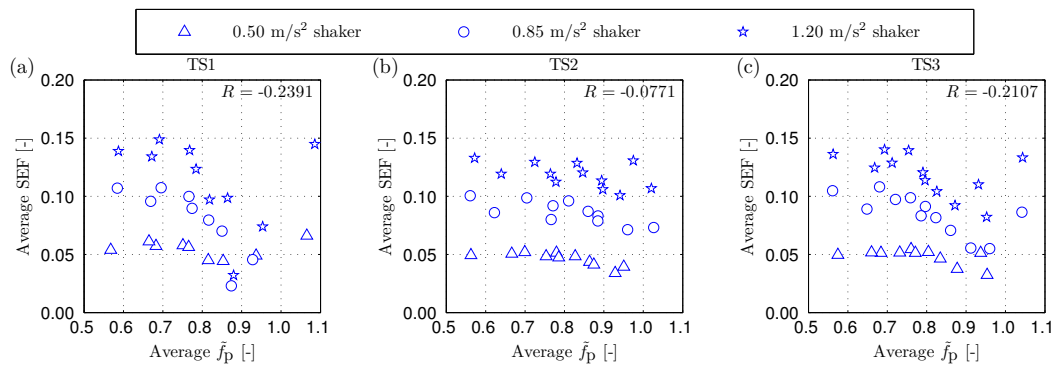 0.50 m/s² shaker 0.85 m/s² shaker 1.20 m/s² shaker
(a) TS1 (b) TS2 (c) TS3
R = -0.2391 R = -0.0771 R = -0.2107
0.20 0.20 0.20
0.15 0.15 0.15
0.10 0.10 0.10
0.05 0.05 0.05
0.00 0.00 0.00
Average SEF [-] Average SEF [-] Average SEF [-]
0.5 0.6 0.7 0.8 0.9 1.0 1.1 0.5 0.6 0.7 0.8 0.9 1.0 1.1 0.5 0.6 0.7 0.8 0.9 1.0 1.1
Average f̃p [-] Average f̃p [-] Average f̃p [-]